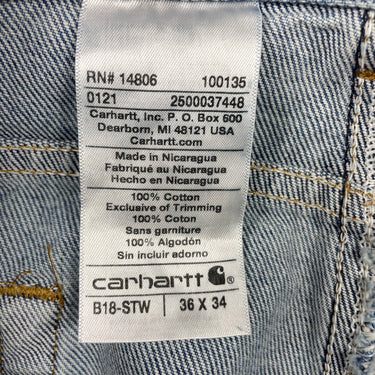 RN# 14806 100135
0121 2500037448
Carhartt, Inc. P. O. Box 600
Dearborn, MI 48121 USA
Carhartt.com
Made in Nicaragua
Fabriqué au Nicaragua
Hecho en Nicaragua
100% Cotton
Exclusive of Trimming
100% Coton
Sans garniture
100% Algodón
Sin incluir adorno
carhartt ®
B18-STW 36 X 34